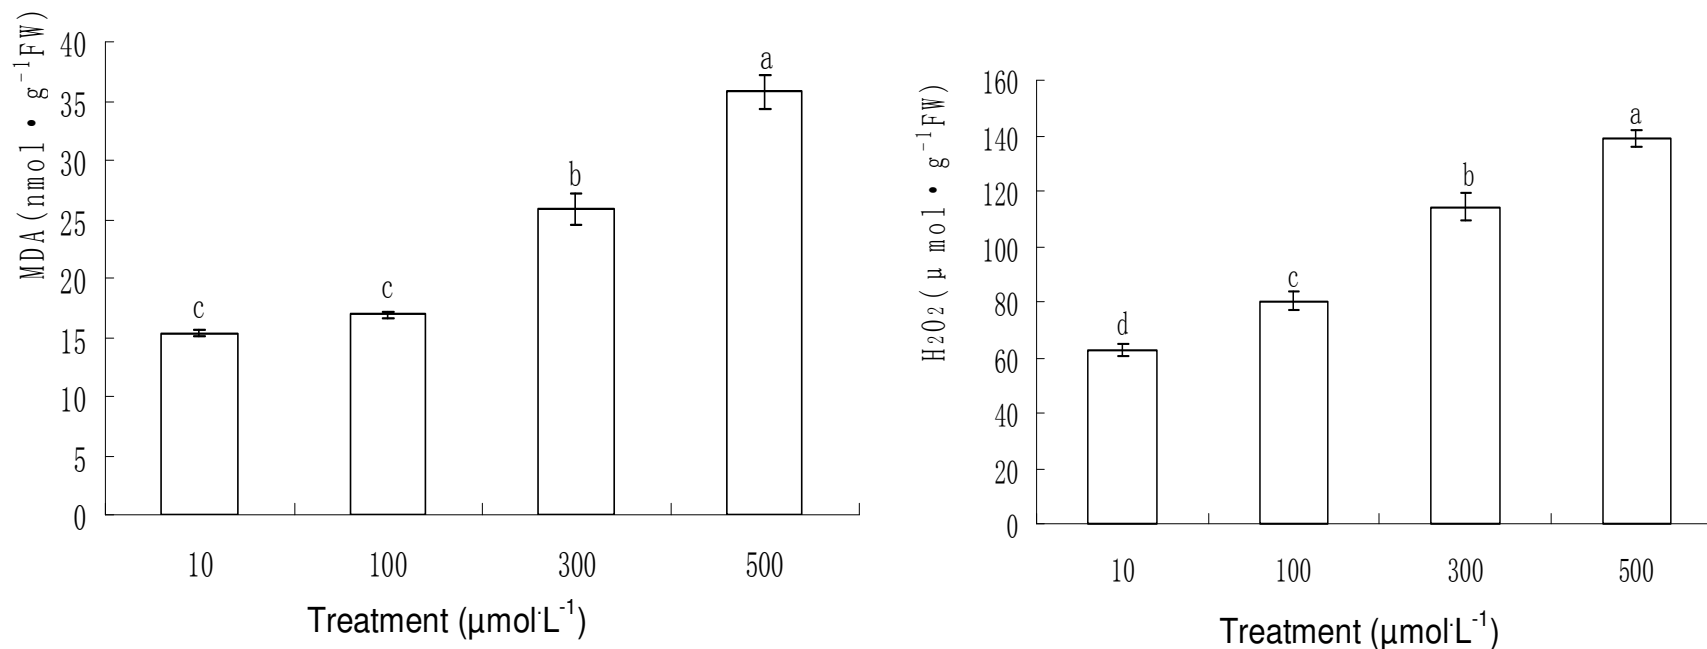 MDA(nmol • g⁻¹FW)
40
35
30
25
20
15
10
5
0
c
c
b
a
10 100 300 500
Treatment (µmol·L⁻¹)
H2O2(µ mol • g⁻¹FW)
160
140
120
100
80
60
40
20
0
d
c
b
a
10 100 300 500
Treatment (µmol·L⁻¹)